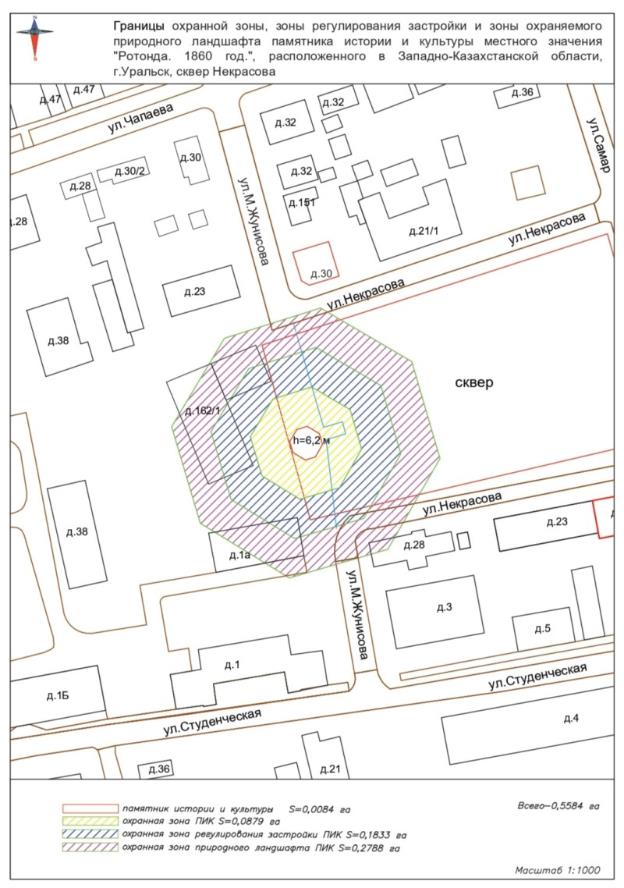 Границы охранной зоны, зоны регулирования застройки и зоны охраняемого
природного ландшафта памятника истории и культуры местного значения
"Ротонда. 1860 год.", расположенного в Западно-Казахстанской области,
г.Уральск, сквер Некрасова
д.47
д.47
ул.Чапаева
д.32
д.32
д.36
ул.Самар
д.30
д.30/2
д.28
д.28
д.32
д.151
ул.М.Жунисова
д.21/1
ул.Некрасова
д.30
д.23
ул.Некрасова
д.38
сквер
д.162/1
h=6,2 м
ул.Некрасова
д.38
д.23
д.28
д.1а
ул.М.Жунисова
д.3
д.5
д.1
д.1Б
ул.Студенческая
ул.Студенческая
д.4
д.36
д.21
памятник истории и культуры S=0,0084 га
Всего-0,5584 га
охранная зона ПИК S=0,0879 га
охранная зона регулирования застройки ПИК S=0,1833 га
охранная зона природного ландшафта ПИК S=0,2788 га
Масштаб 1:1000